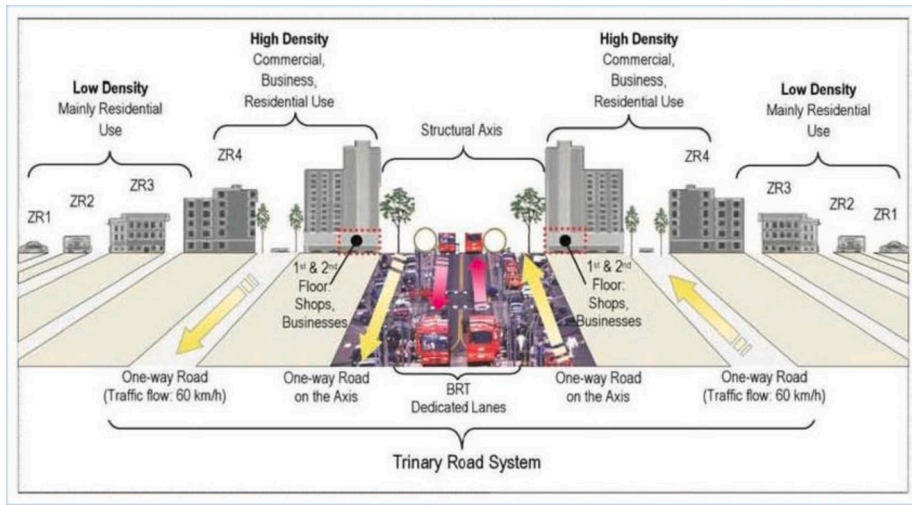 High Density
Commercial,
Business,
Residential Use
High Density
Commercial,
Business,
Residential Use
Low Density
Mainly Residential
Use
Low Density
Mainly Residential
Use
Structural Axis
ZR4
ZR4
ZR3
ZR3
ZR2
ZR2
ZR1
ZR1
1st & 2nd
Floor:
Shops,
Businesses
1st & 2nd
Floor:
Shops,
Businesses
One-way Road
(Traffic flow: 60 km/h)
One-way Road
on the Axis
BRT
Dedicated Lanes
One-way Road
on the Axis
One-way Road
(Traffic flow: 60 km/h)
Trinary Road System